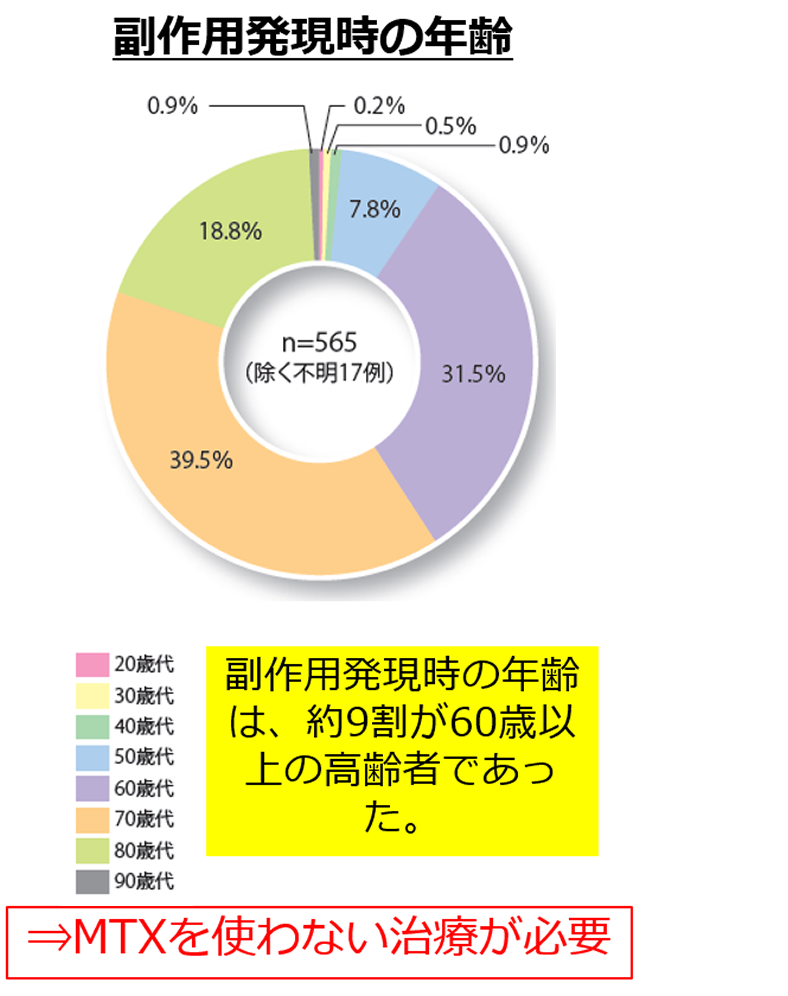 副作用発現時の年齢
0.9%
0.2%
0.5%
0.9%
7.8%
18.8%
31.5%
39.5%
n=565
（除く不明17例）
20歳代
30歳代
40歳代
50歳代
60歳代
70歳代
80歳代
90歳代
副作用発現時の年齢
は、約9割が60歳以
上の高齢者であっ
た。
⇒MTXを使わない治療が必要